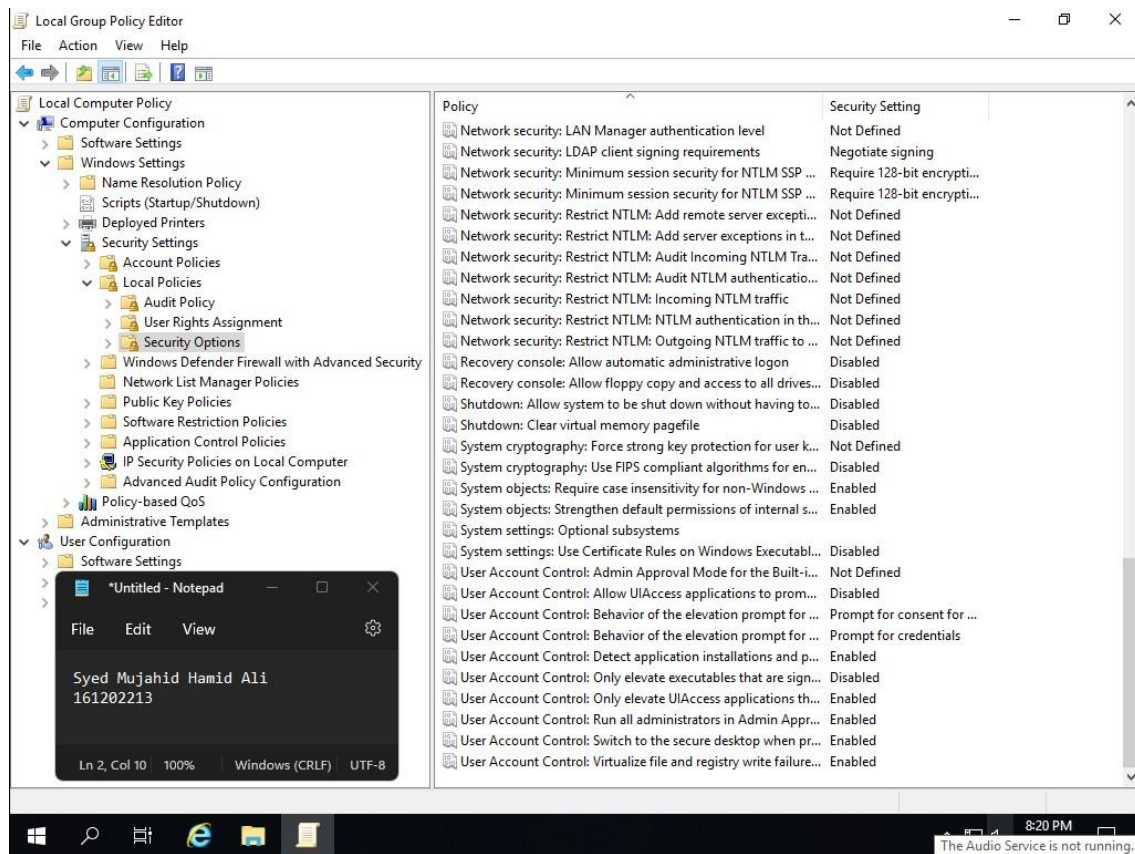 Local Group Policy Editor
File Action View Help
Local Computer Policy
Computer Configuration
Software Settings
Windows Settings
Name Resolution Policy
Scripts (Startup/Shutdown)
Deployed Printers
Security Settings
Account Policies
Local Policies
Audit Policy
User Rights Assignment
Security Options
Windows Defender Firewall with Advanced Security
Network List Manager Policies
Public Key Policies
Software Restriction Policies
Application Control Policies
IP Security Policies on Local Computer
Advanced Audit Policy Configuration
Policy-based QoS
Administrative Templates
User Configuration
Software Settings
Policy Security Setting
Network security: LAN Manager authentication level Not Defined
Network security: LDAP client signing requirements Negotiate signing
Network security: Minimum session security for NTLM SSP ... Require 128-bit encrypti...
Network security: Minimum session security for NTLM SSP ... Require 128-bit encrypti...
Network security: Restrict NTLM: Add remote server excepti... Not Defined
Network security: Restrict NTLM: Add server exceptions in t... Not Defined
Network security: Restrict NTLM: Audit Incoming NTLM Tra... Not Defined
Network security: Restrict NTLM: Audit NTLM authenticatio... Not Defined
Network security: Restrict NTLM: Incoming NTLM traffic Not Defined
Network security: Restrict NTLM: NTLM authentication in th... Not Defined
Network security: Restrict NTLM: Outgoing NTLM traffic to ... Not Defined
Recovery console: Allow automatic administrative logon Disabled
Recovery console: Allow floppy copy and access to all drives... Disabled
Shutdown: Allow system to be shut down without having to... Disabled
Shutdown: Clear virtual memory pagefile Disabled
System cryptography: Force strong key protection for user k... Not Defined
System cryptography: Use FIPS compliant algorithms for en... Disabled
System objects: Require case insensitivity for non-Windows ... Enabled
System objects: Strengthen default permissions of internal s... Enabled
System settings: Optional subsystems
System settings: Use Certificate Rules on Windows Executabl... Disabled
User Account Control: Admin Approval Mode for the Built-i... Not Defined
User Account Control: Allow UIAccess applications to prom... Disabled
User Account Control: Behavior of the elevation prompt for ... Prompt for consent for ...
User Account Control: Behavior of the elevation prompt for ... Prompt for credentials
User Account Control: Detect application installations and p... Enabled
User Account Control: Only elevate executables that are sign... Disabled
User Account Control: Only elevate UIAccess applications th... Enabled
User Account Control: Run all administrators in Admin Appr... Enabled
User Account Control: Switch to the secure desktop when pr... Enabled
User Account Control: Virtualize file and registry write failure... Enabled
*Untitled - Notepad
File Edit View
Syed Mujahid Hamid Ali
161202213
Ln 2, Col 10 100% Windows (CRLF) UTF-8
8:20 PM
The Audio Service is not running.